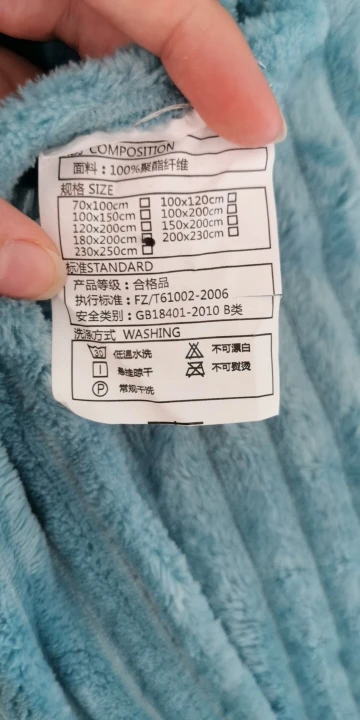 COMPOSITION
面料：100%聚酯纤维
规格 SIZE
70x100cm □ 100x120cm □
100x150cm □ 100x200cm □
120x200cm □ 150x200cm □
180x200cm 200x230cm □
230x250cm □
标准STANDARD
产品等级：合格品
执行标准：FZ/T61002-2006
安全类别：GB18401-2010 B类
洗涤方式 WASHING
30 低温水洗 不可漂白
悬挂晾干 不可熨烫
P 常规干洗